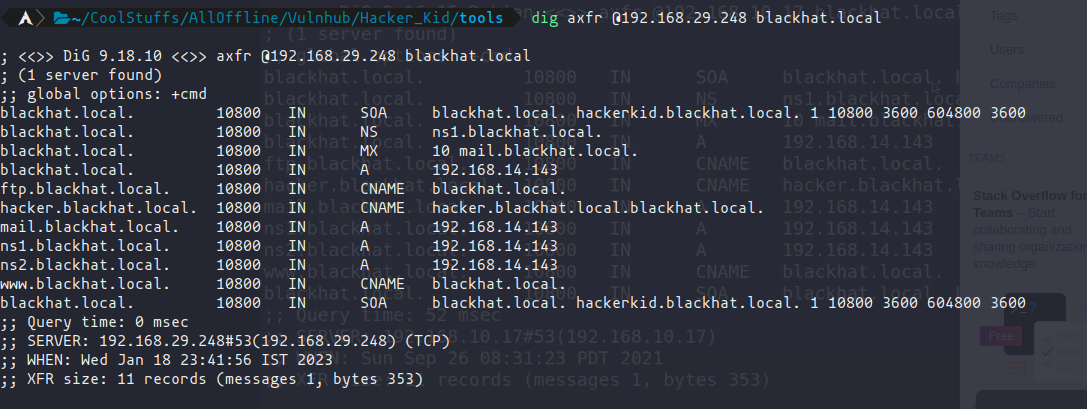 ~/CoolStuffs/AllOffline/Vulnhub/Hacker_Kid/tools dig axfr @192.168.29.248 blackhat.local
; <<>> DiG 9.18.10 <<>> axfr @192.168.29.248 blackhat.local
; (1 server found)
;; global options: +cmd
blackhat.local. 10800 IN SOA blackhat.local. hackerkid.blackhat.local. 1 10800 3600 604800 3600
blackhat.local. 10800 IN NS ns1.blackhat.local.
blackhat.local. 10800 IN MX 10 mail.blackhat.local.
blackhat.local. 10800 IN A 192.168.14.143
ftp.blackhat.local. 10800 IN CNAME blackhat.local.
hacker.blackhat.local. 10800 IN CNAME hacker.blackhat.local.blackhat.local.
mail.blackhat.local. 10800 IN A 192.168.14.143
ns1.blackhat.local. 10800 IN A 192.168.14.143
ns2.blackhat.local. 10800 IN A 192.168.14.143
www.blackhat.local. 10800 IN CNAME blackhat.local.
blackhat.local. 10800 IN SOA blackhat.local. hackerkid.blackhat.local. 1 10800 3600 604800 3600
;; Query time: 0 msec
;; SERVER: 192.168.29.248#53(192.168.29.248) (TCP)
;; WHEN: Wed Jan 18 23:41:56 IST 2023
;; XFR size: 11 records (messages 1, bytes 353)
Tags
Users
Companies
TEAMS
Stack Overflow for
Teams – Start
collaborating and
sharing organizational
knowledge.
Free